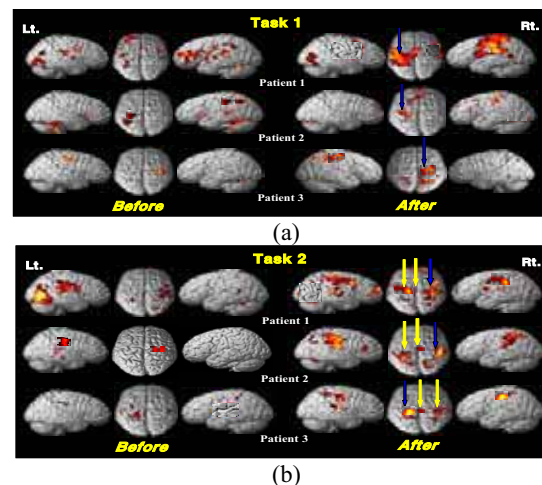 Task 1
Lt.
Rt.
Patient 1
Patient 2
Patient 3
Before
After
(a)
Task 2
Lt.
Rt.
Patient 1
Patient 2
Patient 3
Before
After
(b)